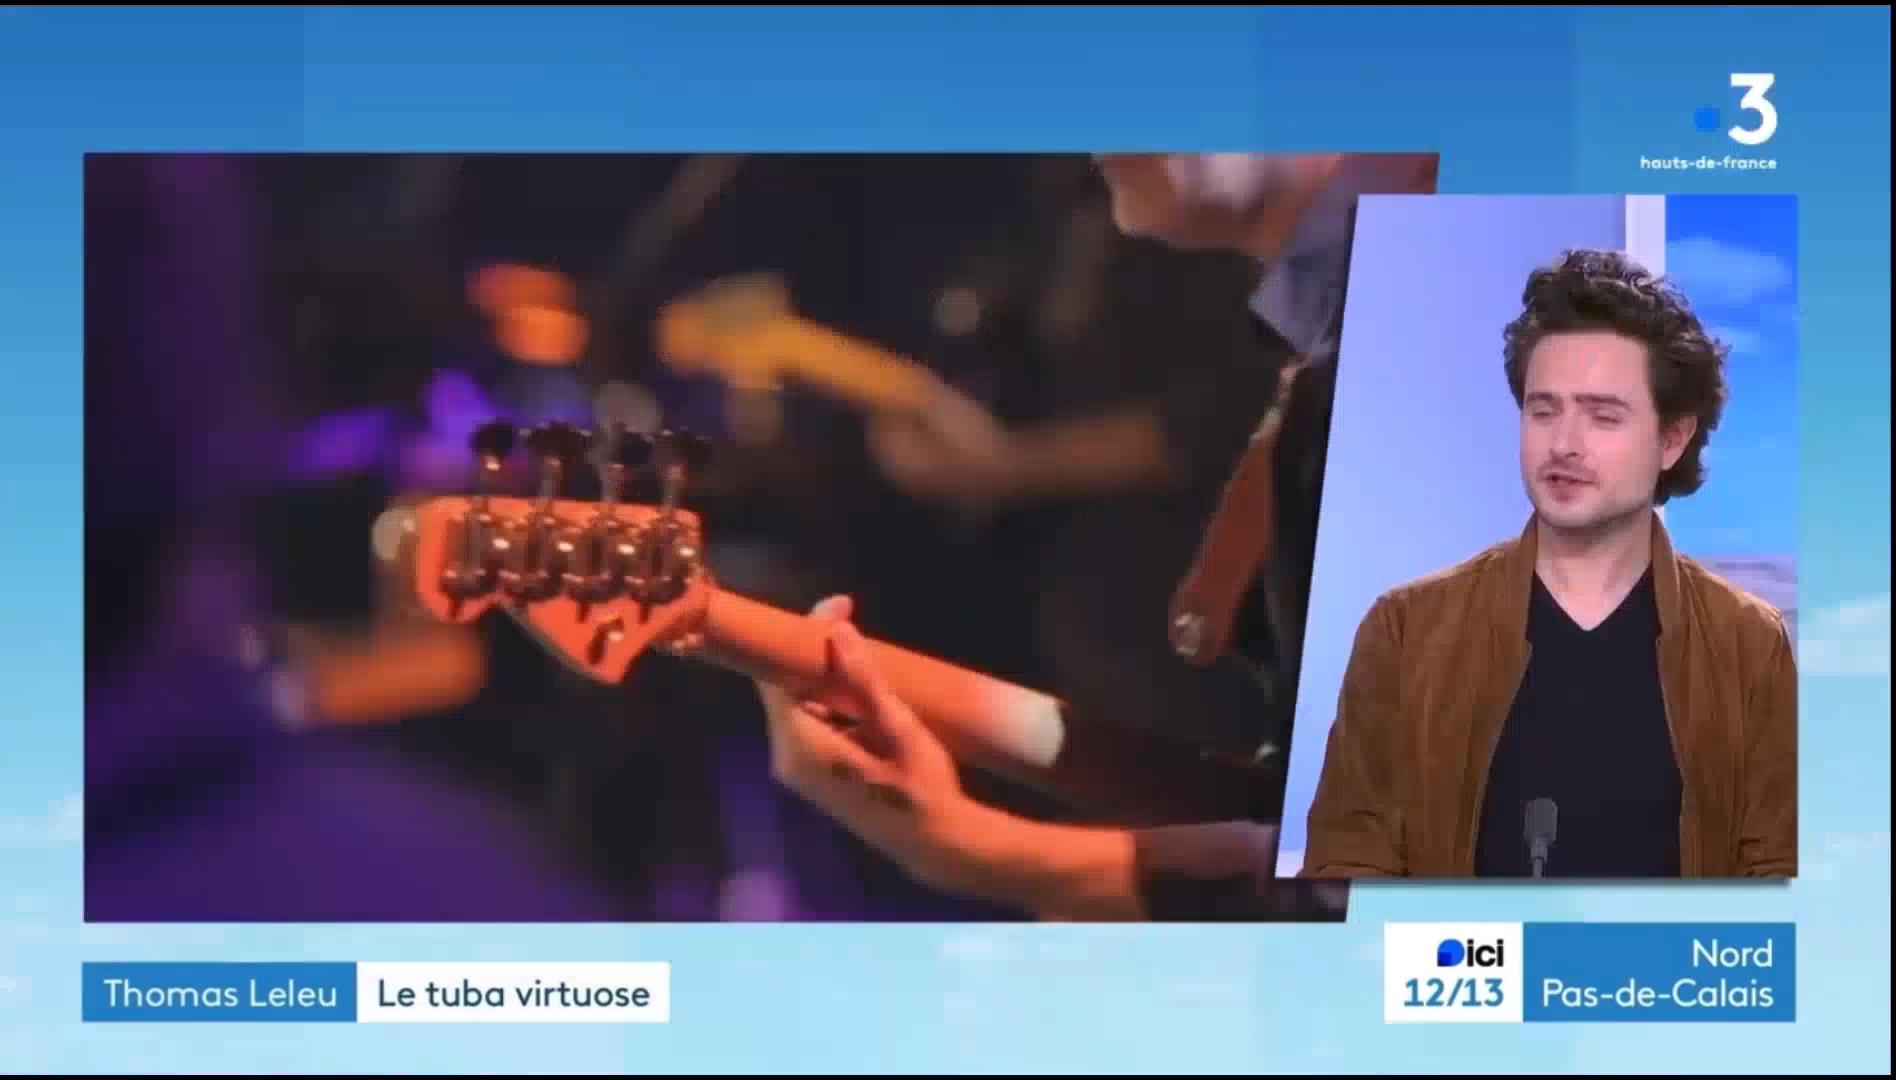 3
hauts-de-france
Thomas Leleu
Le tuba virtuose
ici
12/13
Nord
Pas-de-Calais